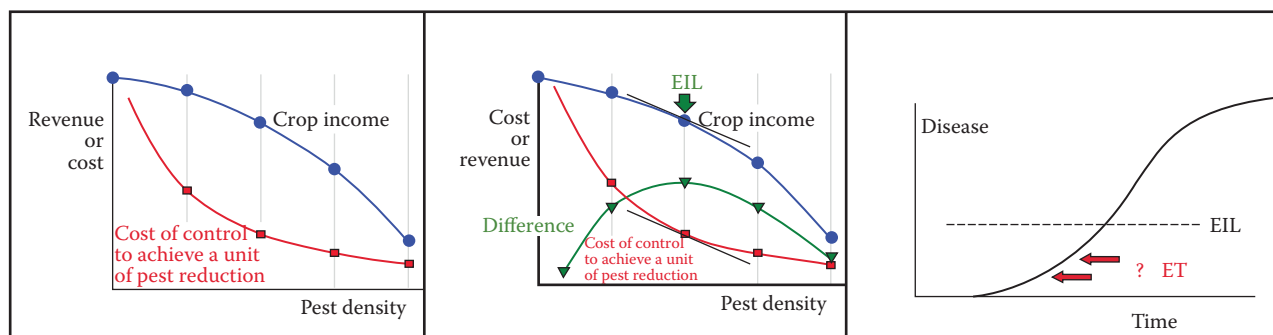 Revenue
or
cost
Crop income
Cost of control
to achieve a unit
of pest reduction
Pest density
EIL
Cost
or
revenue
Crop income
Difference
Cost of control
to achieve a unit
of pest reduction
Pest density
Disease
EIL
? ET
Time